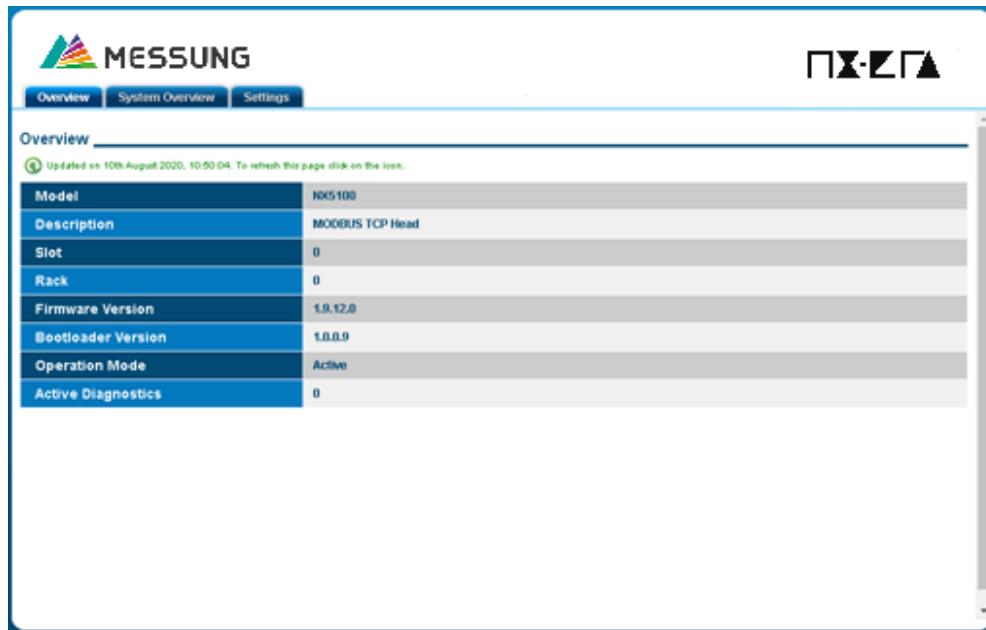 MESSUNG
NX-ERA
Overview System Overview Settings
Overview
Updated on 10th August 2020, 10:50:04. To refresh this page click on the icon.
Model NX5100
Description MODBUS TCP Head
Slot 0
Rack 0
Firmware Version 1.9.12.0
Bootloader Version 1.0.0.9
Operation Mode Active
Active Diagnostics 0